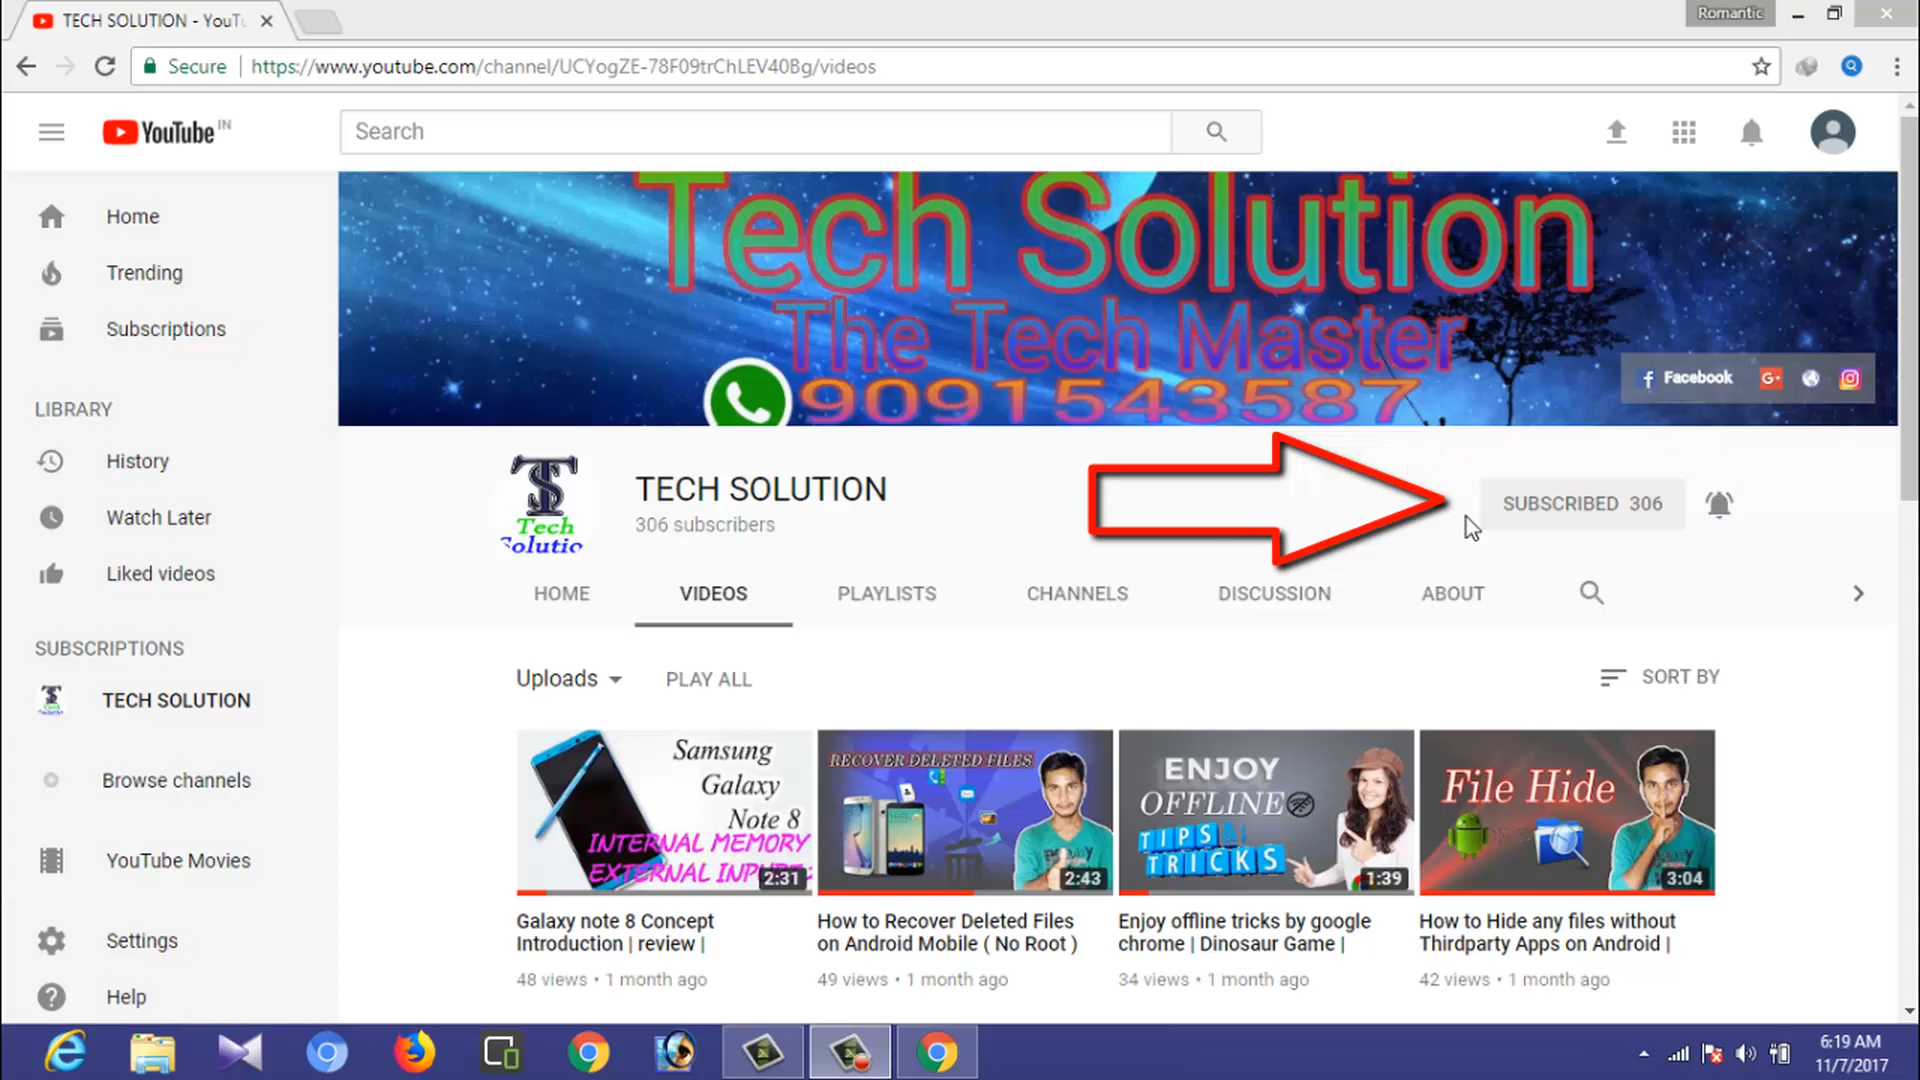 TECH SOLUTION - YouTu
Romantic
Secure
https://www.youtube.com/channel/UCYogZE-78F09trChLEV40Bg/videos
YouTube IN
Search
Home
Trending
Subscriptions
LIBRARY
History
Watch Later
Liked videos
SUBSCRIPTIONS
TECH SOLUTION
Browse channels
YouTube Movies
Settings
Help
Tech Solution
The Tech Master
9091543587
Facebook
G+
Tech
Solutio
TECH SOLUTION
306 subscribers
SUBSCRIBED 306
HOME VIDEOS PLAYLISTS CHANNELS DISCUSSION ABOUT
Uploads PLAY ALL
SORT BY
Samsung
Galaxy
Note 8
INTERNAL MEMORY
EXTERNAL
2:31
Galaxy note 8 Concept
Introduction | review |
48 views • 1 month ago
RECOVER DELETED FILES
2:43
How to Recover Deleted Files
on Android Mobile ( No Root )
49 views • 1 month ago
ENJOY
OFFLINE
TIPS &
TRICKS
1:39
Enjoy offline tricks by google
chrome | Dinosaur Game |
34 views • 1 month ago
File Hide
3:04
How to Hide any files without
Thirdparty Apps on Android |
42 views • 1 month ago
6:19 AM
11/7/2017